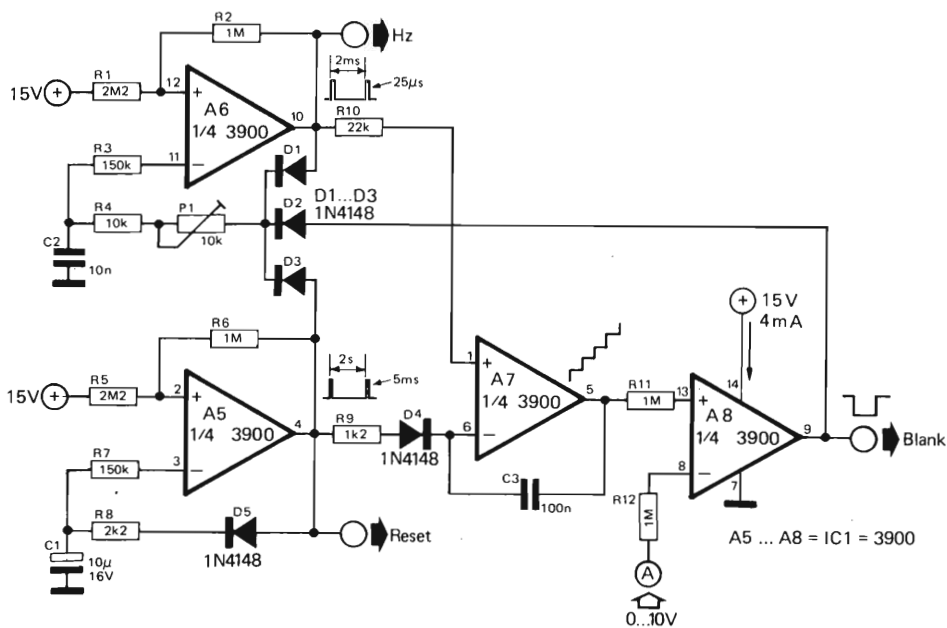 R2
1M
Hz
2ms
25µs
R1
15V
2M2
12
+
A6
1/4 3900
10
R10
22k
R3
150k
11
−
D1
D1...D3
1N4148
D2
R4
10k
P1
10k
C2
10n
D3
R6
1M
2s
5ms
15V
4mA
R5
15V
2M2
2
+
A5
1/4 3900
4
R9
1k2
D4
1N4148
R7
150k
3
−
1
+
A7
1/4 3900
5
6
−
C3
100n
R11
1M
13
+
14
A8
1/4 3900
9
8
−
7
Blank
R8
2k2
D5
1N4148
Reset
C1
10µ
16V
R12
1M
A
0...10V
A5 ... A8 = IC1 = 3900